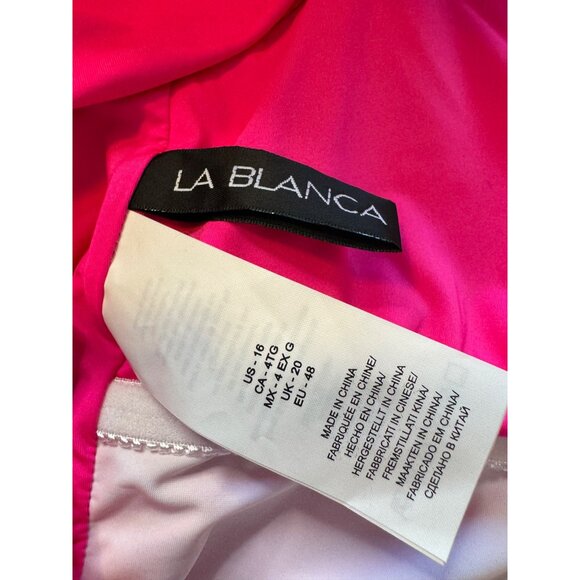 LA BLANCA
US - 16
CA - 4TG
MX - 4 EX G
UK - 20
EU - 48
MADE IN CHINA
FABRIQUÉE EN CHINE/
HECHO EN CHINA/
HERGESTELLT IN CHINA
FABBRICATI IN CINESE/
FREMSTILLATI KINA/
MAAKTEN IN CHINA/
FABRICADO EM CHINA/
СДЕЛАНО В КИТАЙ